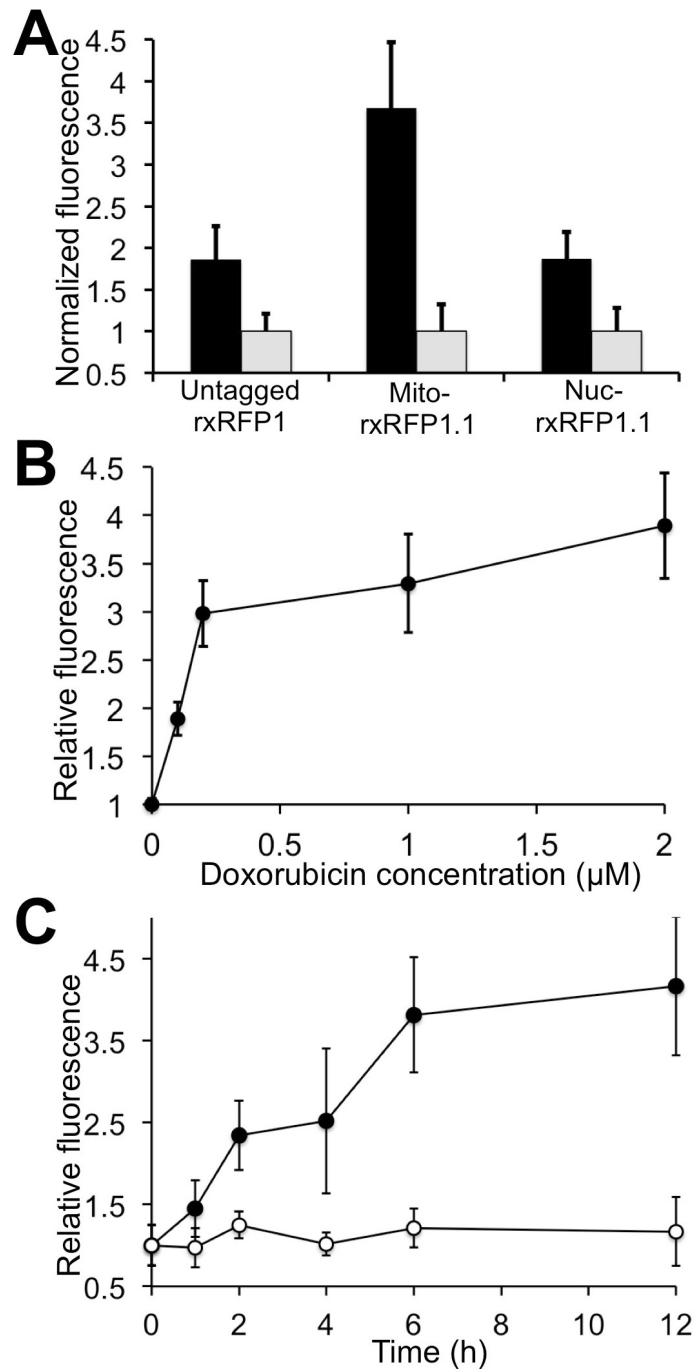 A
Normalized fluorescence
4.5
4
3.5
3
2.5
2
1.5
1
0.5
Untagged
rxRFP1
Mito-
rxRFP1.1
Nuc-
rxRFP1.1
B
Relative fluorescence
4.5
4
3.5
3
2.5
2
1.5
1
0 0.5 1 1.5 2
Doxorubicin concentration (μM)
C
Relative fluorescence
4.5
3.5
2.5
1.5
0.5
0 2 4 6 8 10 12
Time (h)